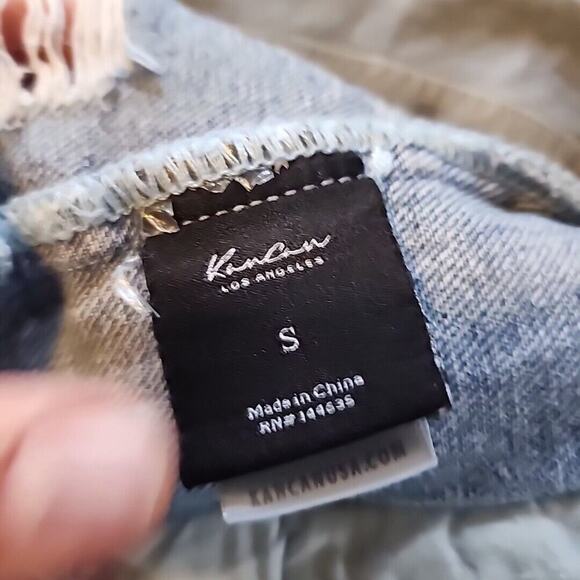 KanCan
LOS ANGELES
S
Made in China
RN# 144635
KANCANUSA.COM